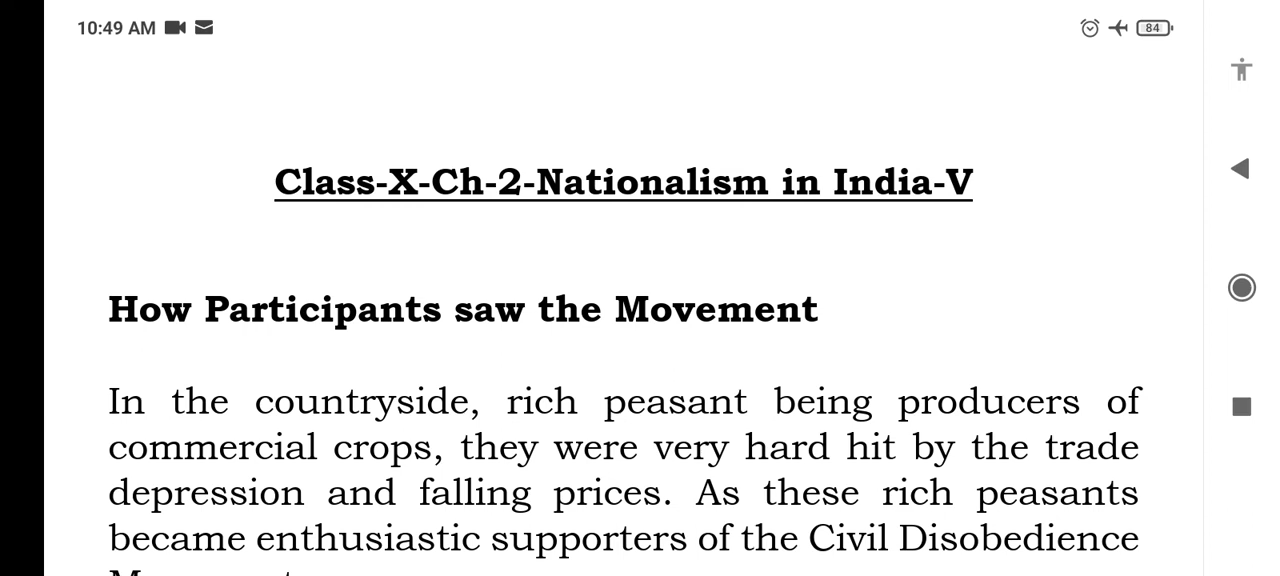 10:49 AM
84
Class-X-Ch-2-Nationalism in India-V
How Participants saw the Movement
In the countryside, rich peasant being producers of
commercial crops, they were very hard hit by the trade
depression and falling prices. As these rich peasants
became enthusiastic supporters of the Civil Disobedience